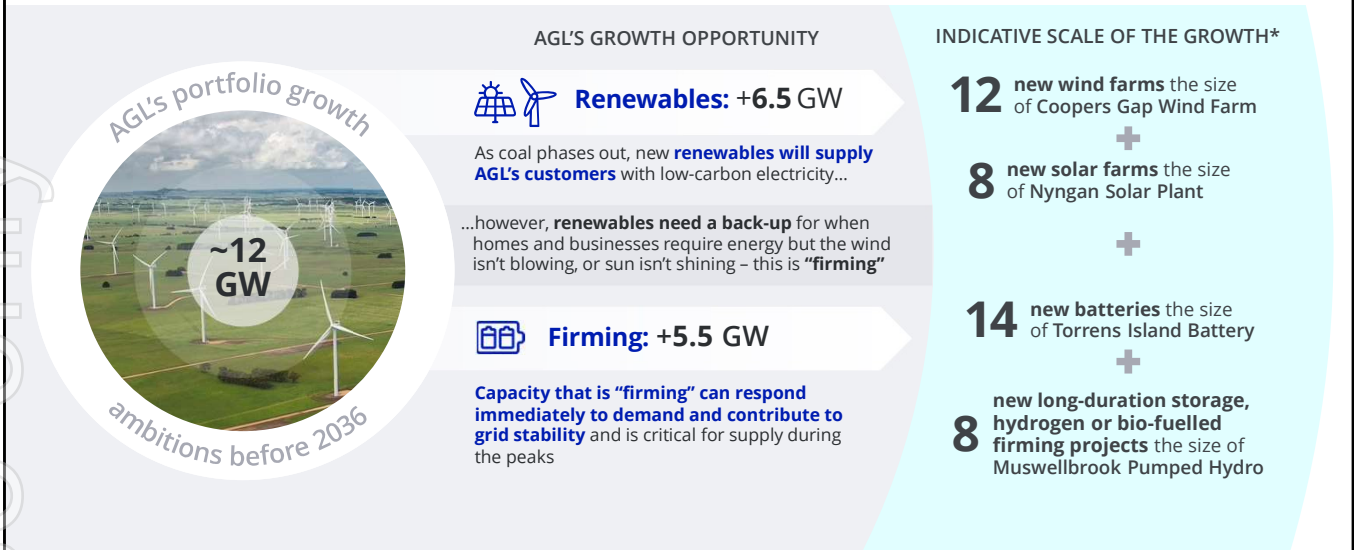 AGL'S GROWTH OPPORTUNITY
INDICATIVE SCALE OF THE GROWTH*
AGL's portfolio growth
~12
GW
ambitions before 2036
Renewables: +6.5 GW
As coal phases out, new renewables will supply
AGL's customers with low-carbon electricity...
...however, renewables need a back-up for when
homes and businesses require energy but the wind
isn't blowing, or sun isn't shining – this is “firming”
Firming: +5.5 GW
Capacity that is “firming” can respond
immediately to demand and contribute to
grid stability and is critical for supply during
the peaks
12 new wind farms the size
of Coopers Gap Wind Farm
+
8 new solar farms the size
of Nyngan Solar Plant
+
14 new batteries the size
of Torrens Island Battery
+
8 new long-duration storage,
hydrogen or bio-fuelled
firming projects the size of
Muswellbrook Pumped Hydro